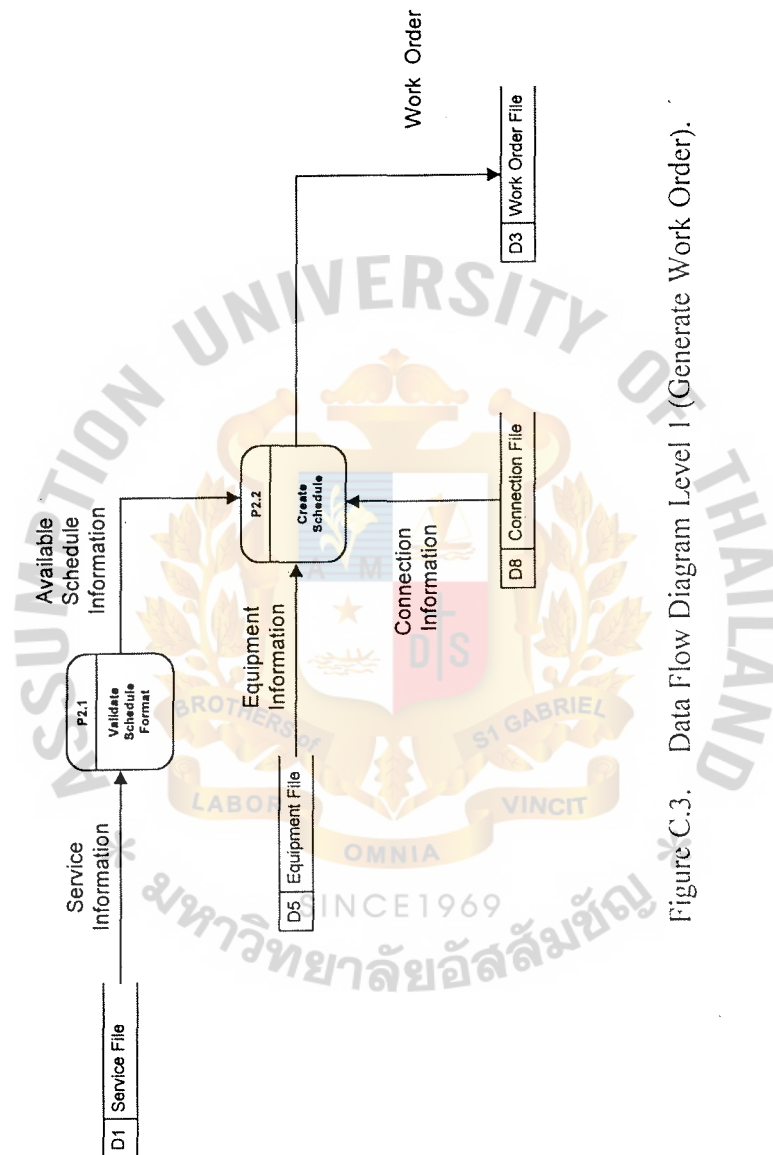 D1 Service File
Service
Information
P2.1
Validate
Schedule
Format
Available
Schedule
Information
D5 Equipment File
Equipment
Information
P2.2
Create
Schedule
D8 Connection File
Connection
Information
Work Order
D3 Work Order File
Figure C.3. Data Flow Diagram Level 1 (Generate Work Order).
ASSUMPTION UNIVERSITY OF THAILAND
A M
D S
BROTHERS of
ST GABRIEL
LABOR
OMNIA
VINCIT
SINCE1969
* มหาวิทยาลัยอัสสัมชัญ *